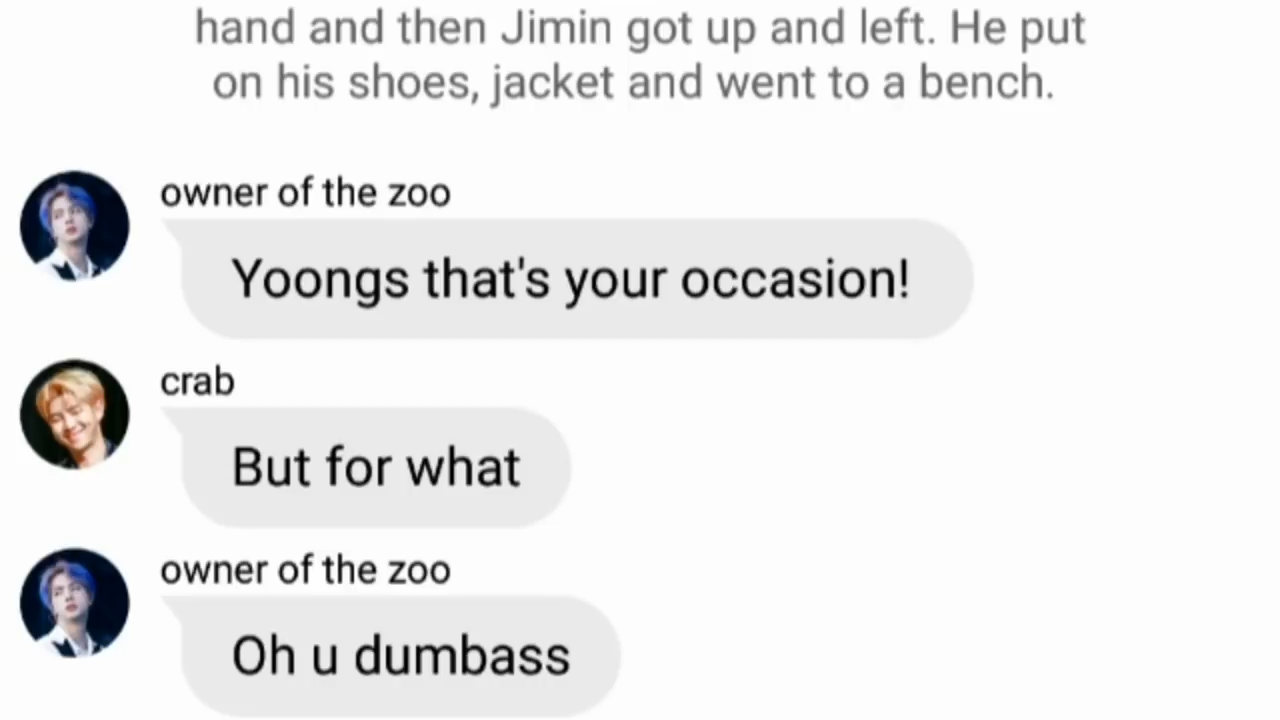 hand and then Jimin got up and left. He put
on his shoes, jacket and went to a bench.
owner of the zoo
Yoongs that's your occasion!
crab
But for what
owner of the zoo
Oh u dumbass